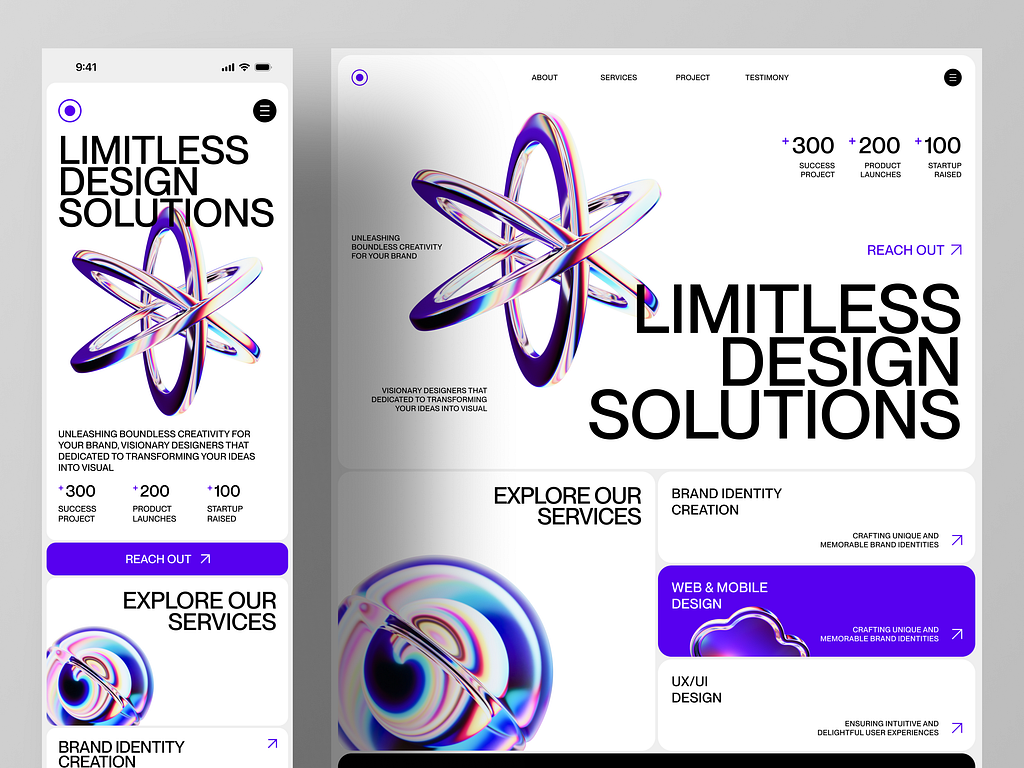 9:41
LIMITLESS
DESIGN
SOLUTIONS
UNLEASHING BOUNDLESS CREATIVITY FOR
YOUR BRAND, VISIONARY DESIGNERS THAT
DEDICATED TO TRANSFORMING YOUR IDEAS
INTO VISUAL
+300 +200 +100
SUCCESS PRODUCT STARTUP
PROJECT LAUNCHES RAISED
REACH OUT
EXPLORE OUR
SERVICES
BRAND IDENTITY
CREATION
ABOUT SERVICES PROJECT TESTIMONY
+300 +200 +100
SUCCESS PRODUCT STARTUP
PROJECT LAUNCHES RAISED
UNLEASHING
BOUNDLESS CREATIVITY
FOR YOUR BRAND
REACH OUT
LIMITLESS
DESIGN
SOLUTIONS
VISIONARY DESIGNERS THAT
DEDICATED TO TRANSFORMING
YOUR IDEAS INTO VISUAL
EXPLORE OUR
SERVICES
BRAND IDENTITY
CREATION
CRAFTING UNIQUE AND
MEMORABLE BRAND IDENTITIES
WEB & MOBILE
DESIGN
CRAFTING UNIQUE AND
MEMORABLE BRAND IDENTITIES
UX/UI
DESIGN
ENSURING INTUITIVE AND
DELIGHTFUL USER EXPERIENCES